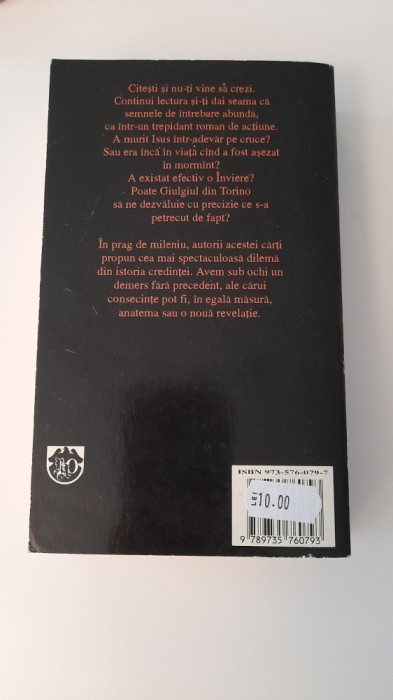 Citești și nu-ți vine să crezi.
Continui lectura și-ți dai seama că
semnele de întrebare abundă,
ca într-un trepidant roman de acțiune.
A murit Isus într-adevăr pe cruce?
Sau era încă în viață cînd a fost așezat
in mormînt?
A existat efectiv o Înviere?
Poate Giulgiul din Torino
să ne dezvăluie cu precizie ce s-a
petrecut de fapt?
În prag de mileniu, autorii acestei cărți
propun cea mai spectaculoasă dilemă
din istoria credinței. Avem sub ochi un
demers fără precedent, ale cărui
consecințe pot fi, în egală măsură,
anatema sau o nouă revelație.
ISBN 973-576-079-7
10.00
9 789735 760793